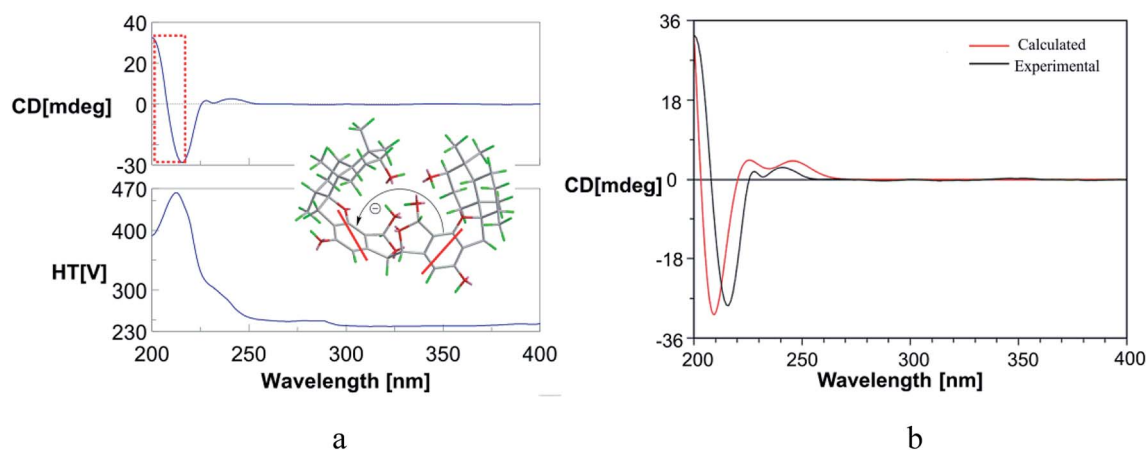 40
20
CD[mdeg]
0
-30
470
400
HT[V]
300
230
200
250
300
350
400
Wavelength [nm]
⊖
a
36
18
CD[mdeg]
0
-18
-36
200
250
300
350
400
Wavelength [nm]
Calculated
Experimental
b